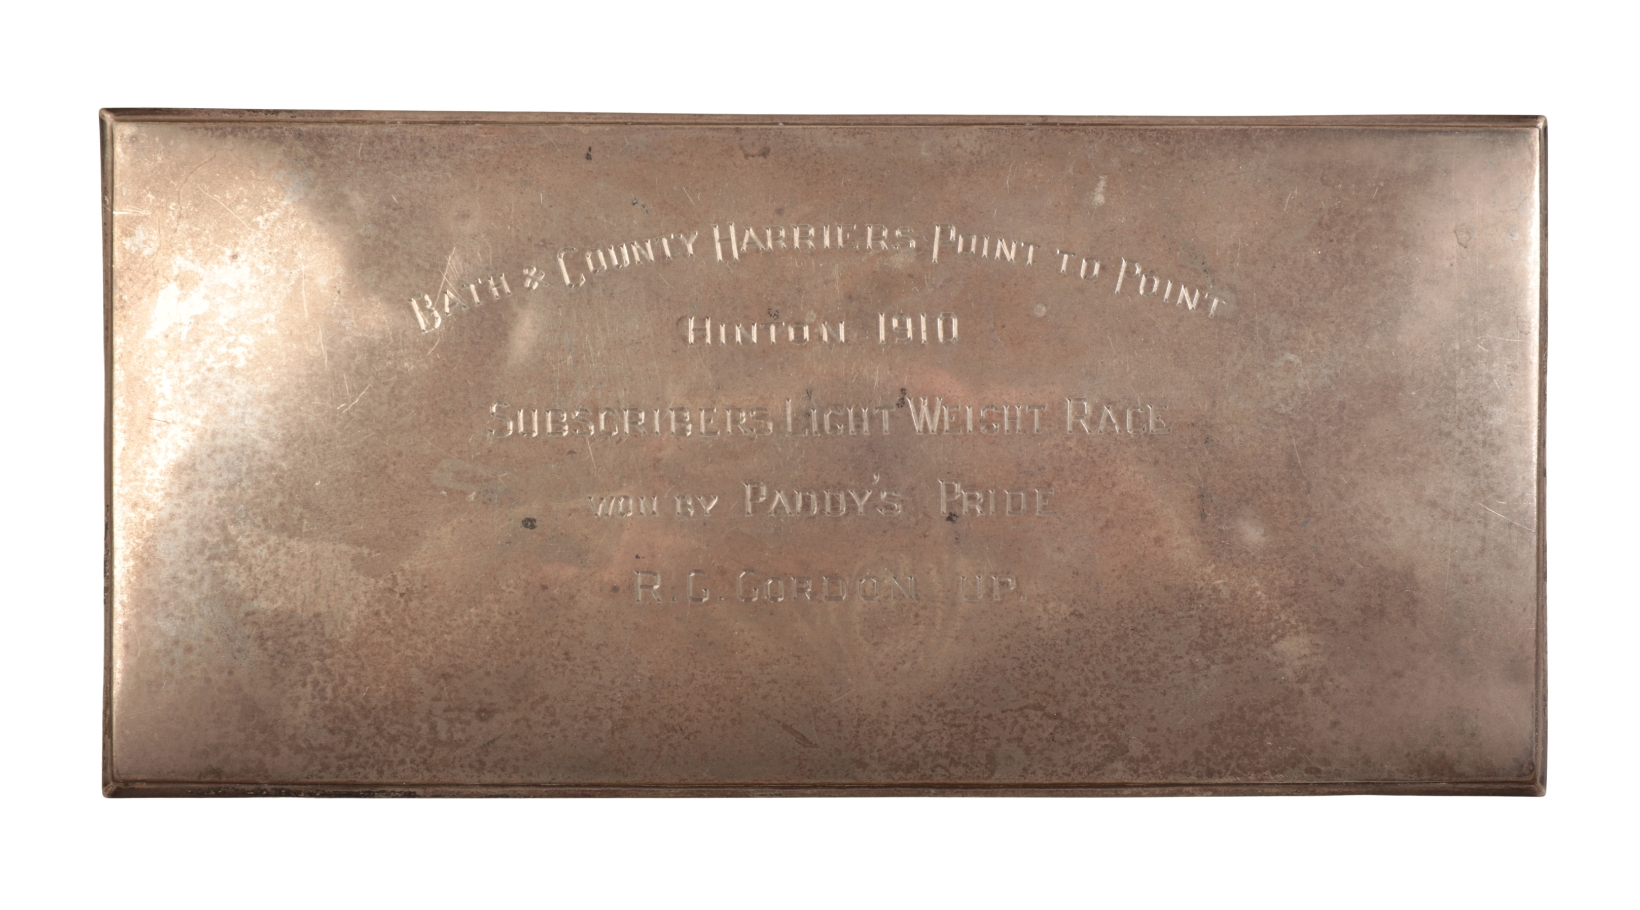 BATH & COUNTY HARRIERS POINT TO POINT
HINTON 1910
SUBSCRIBERS LIGHT WEIGHT RACE
WON BY PADDY'S PRIDE
R.G. GORDON UP.